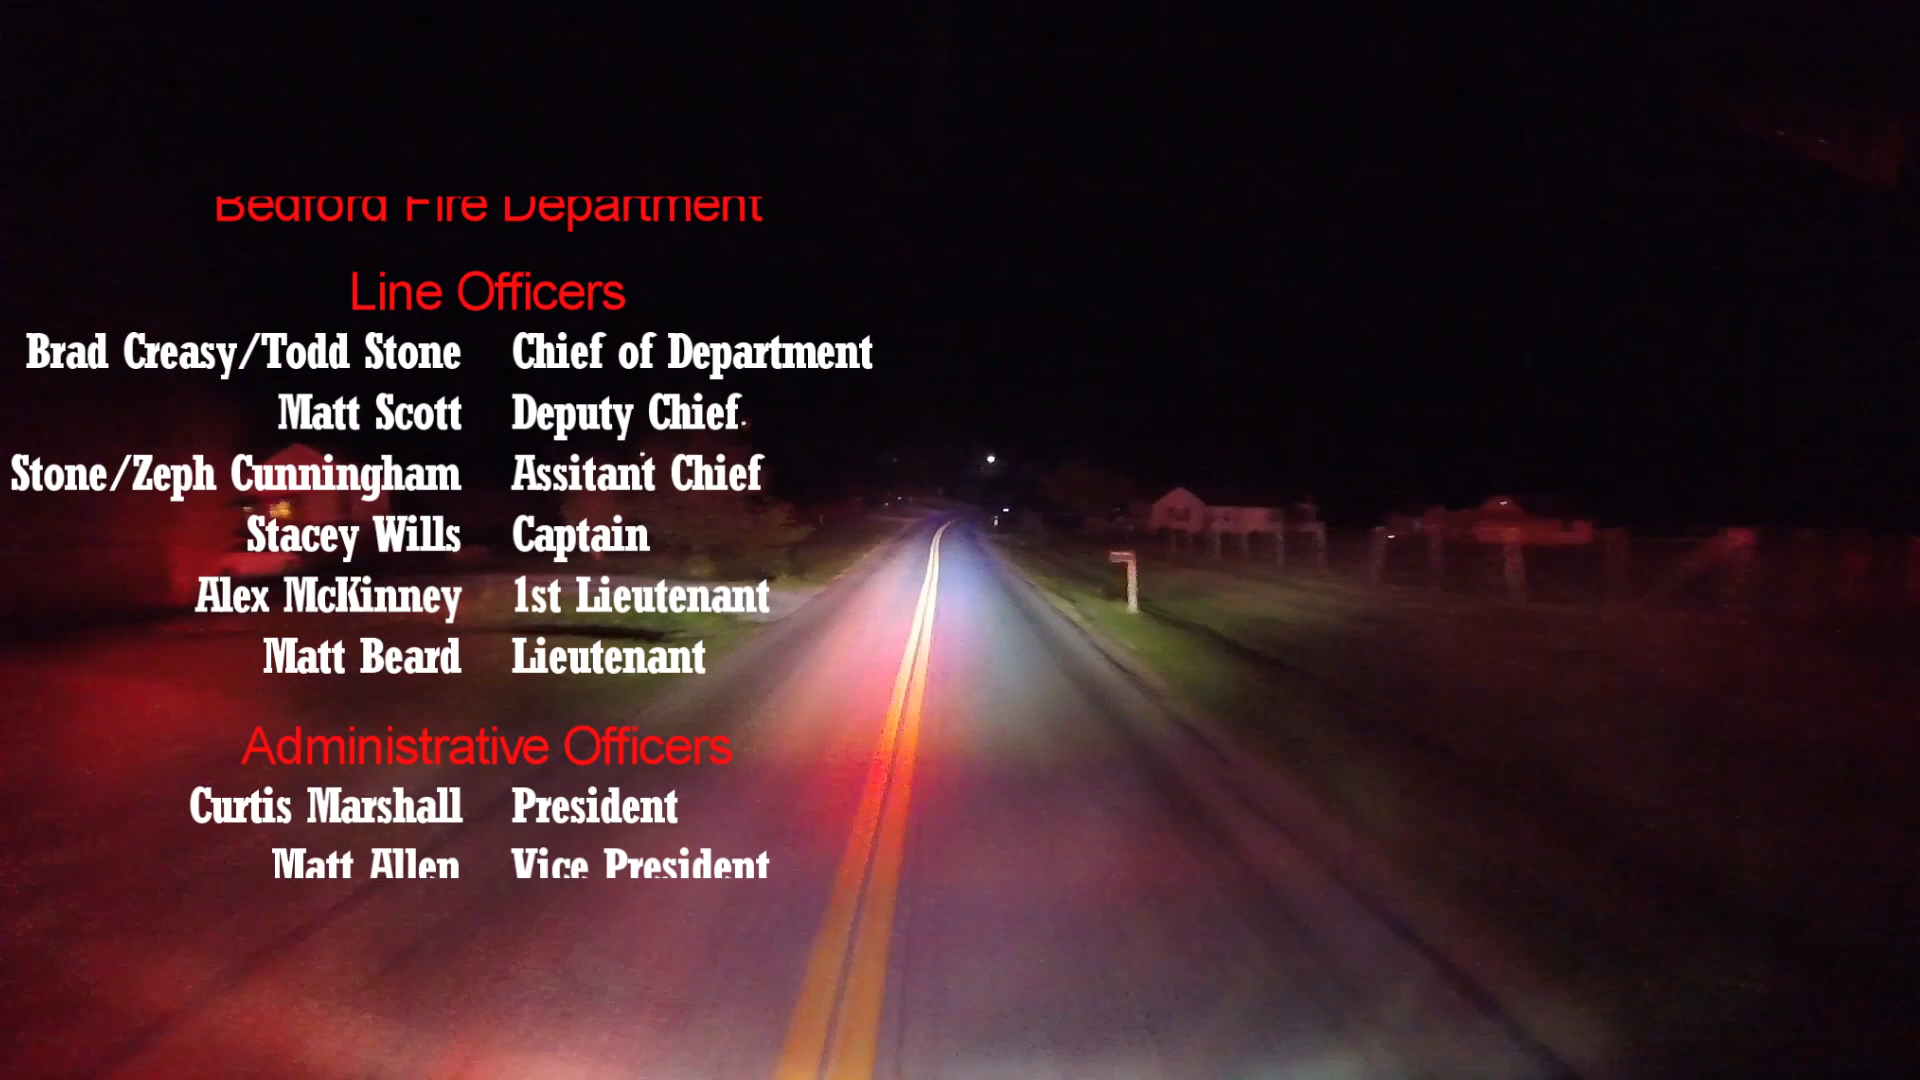 Bedford Fire Department
Line Officers
Brad Creasy/Todd Stone Chief of Department
Matt Scott Deputy Chief
Stone/Zeph Cunningham Assitant Chief
Stacey Wills Captain
Alex McKinney 1st Lieutenant
Matt Beard Lieutenant
Administrative Officers
Curtis Marshall President
Matt Allen Vice President